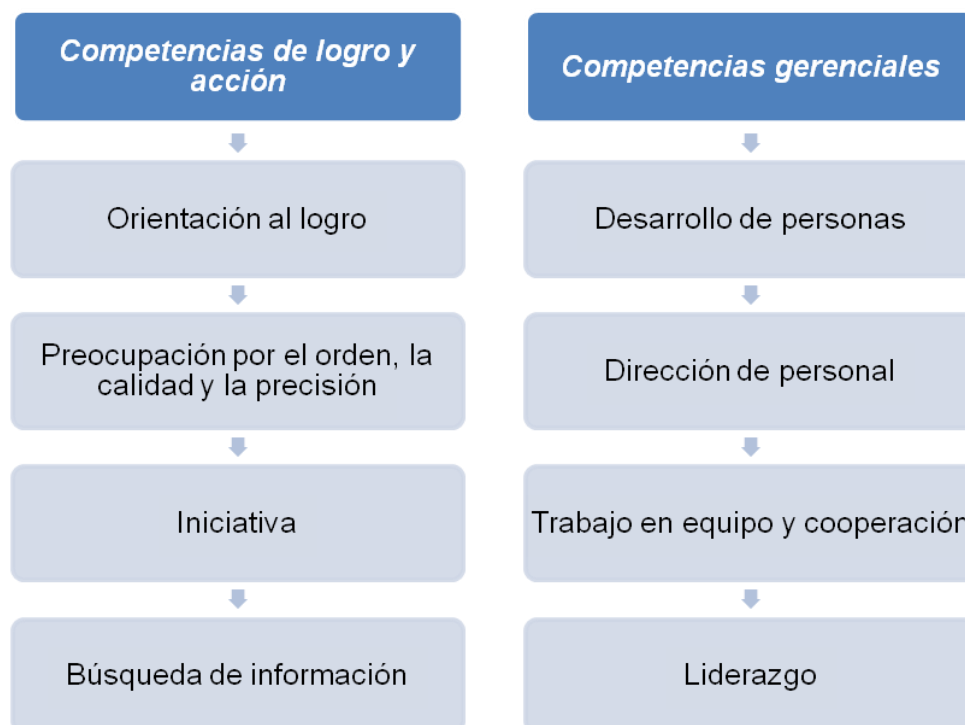 Competencias de logro y
acción
Orientación al logro
Preocupación por el orden, la
calidad y la precisión
Iniciativa
Búsqueda de información
Competencias gerenciales
Desarrollo de personas
Dirección de personal
Trabajo en equipo y cooperación
Liderazgo